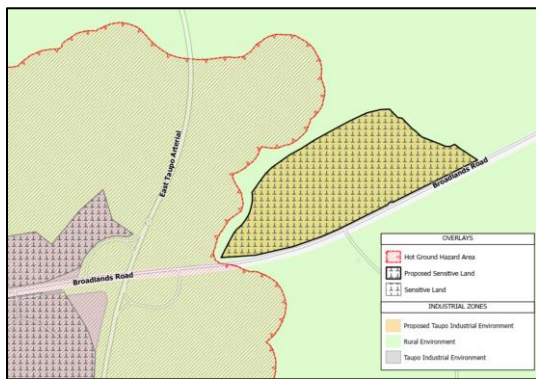 East Taupo Arterial
Broadlands Road
Broadlands Road
OVERLAYS
Hot Ground Hazard Area
Proposed Sensitive Land
Sensitive Land
INDUSTRIAL ZONES
Proposed Taupo Industrial Environment
Rural Environment
Taupo Industrial Environment